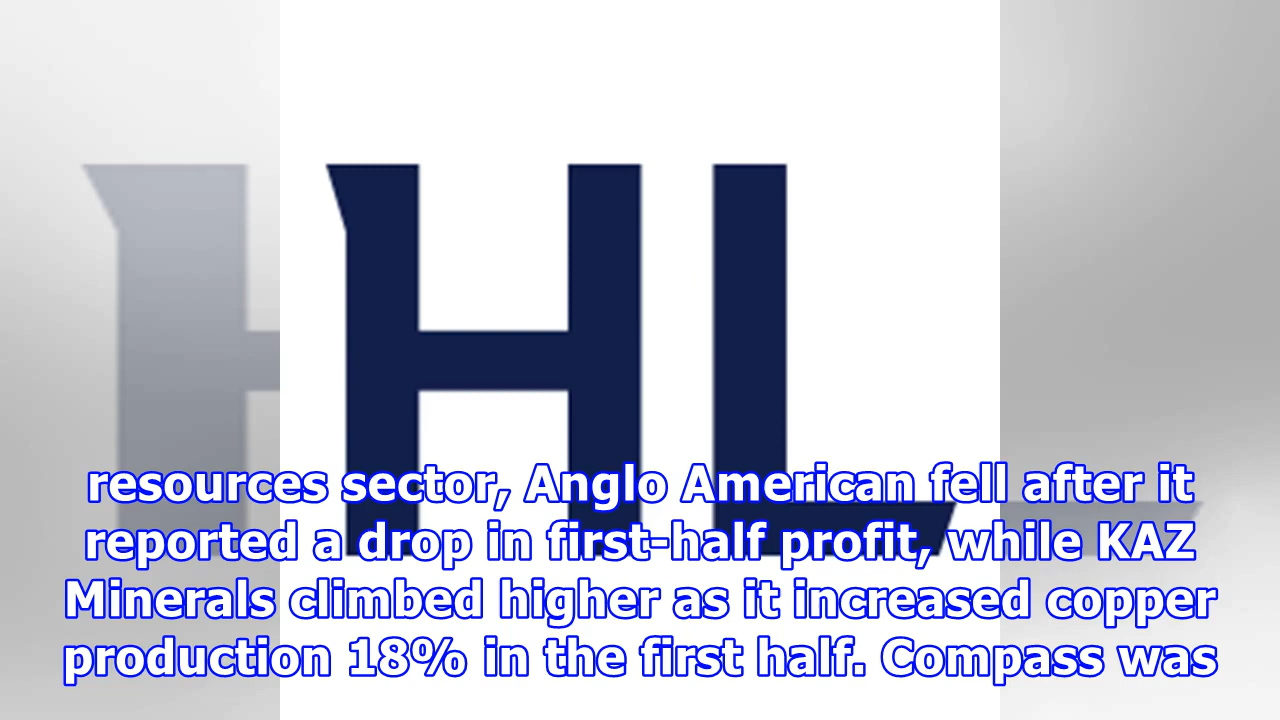 HL
resources sector, Anglo American fell after it
reported a drop in first-half profit, while KAZ
Minerals climbed higher as it increased copper
production 18% in the first half. Compass was